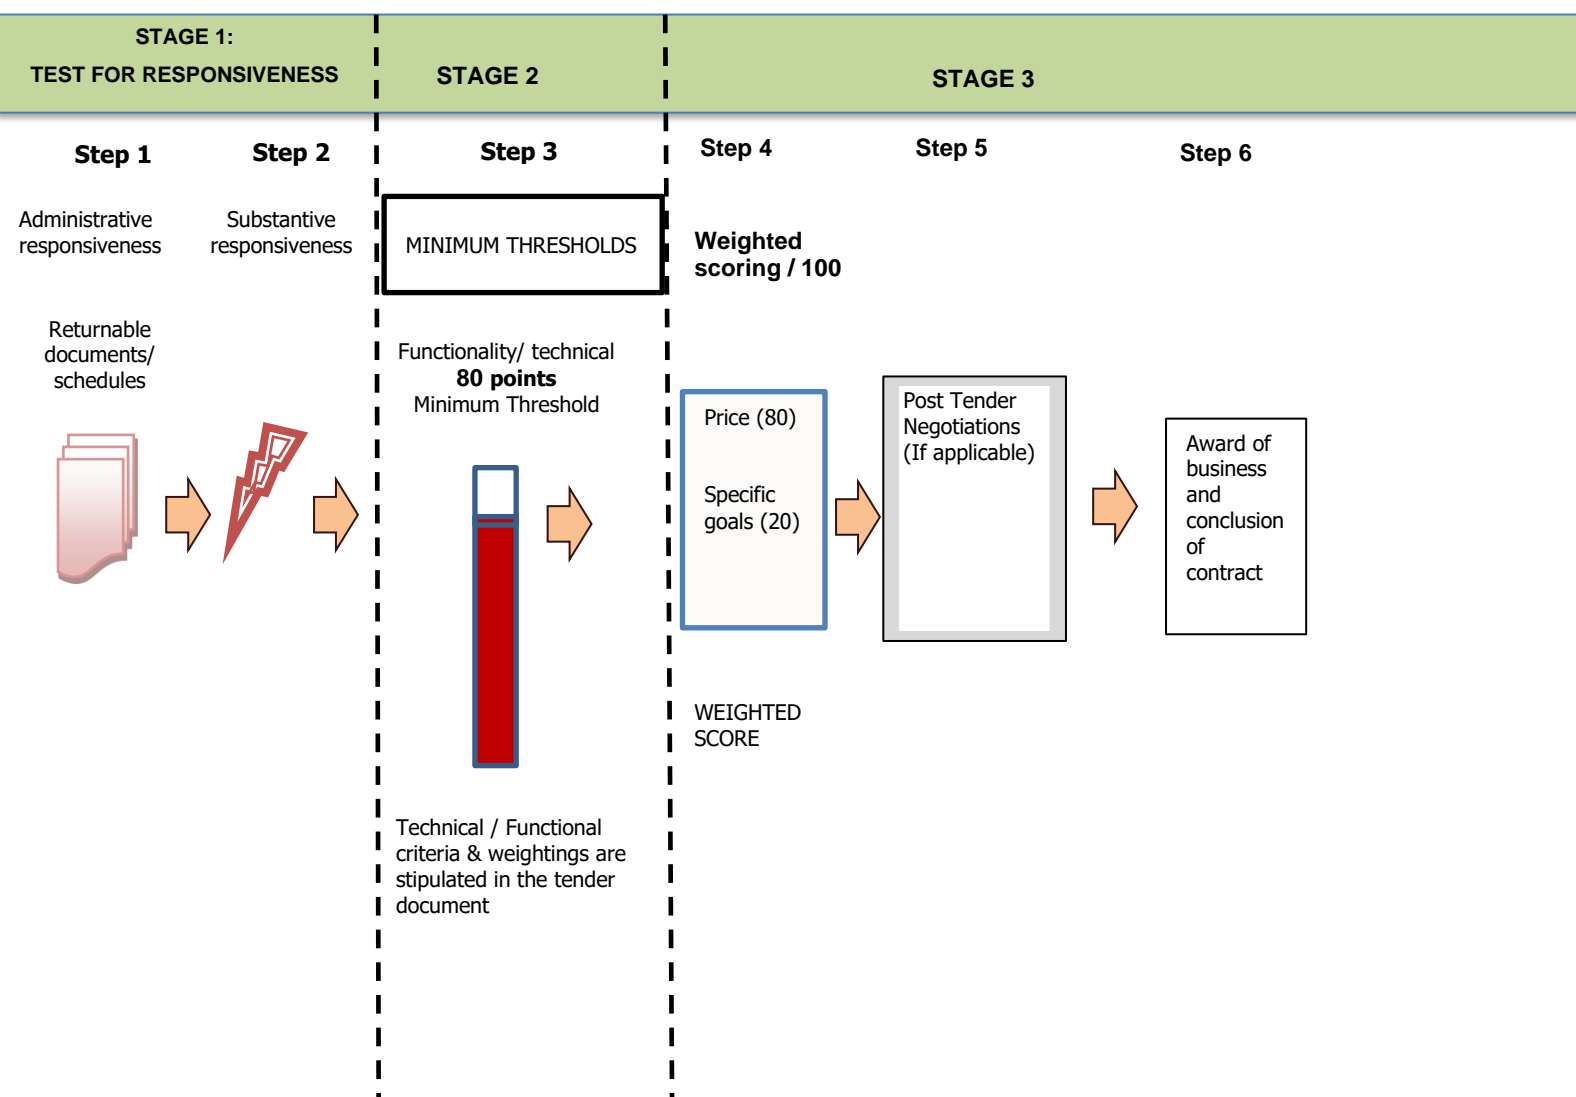 STAGE 1:
TEST FOR RESPONSIVENESS
STAGE 2
STAGE 3
Step 1
Step 2
Step 3
Step 4
Step 5
Step 6
Administrative
responsiveness
Substantive
responsiveness
MINIMUM THRESHOLDS
Weighted
scoring / 100
Returnable
documents/
schedules
Functionality/ technical
80 points
Minimum Threshold
Price (80)
Specific
goals (20)
Post Tender
Negotiations
(If applicable)
Award of
business
and
conclusion
of
contract
WEIGHTED
SCORE
Technical / Functional
criteria & weightings are
stipulated in the tender
document